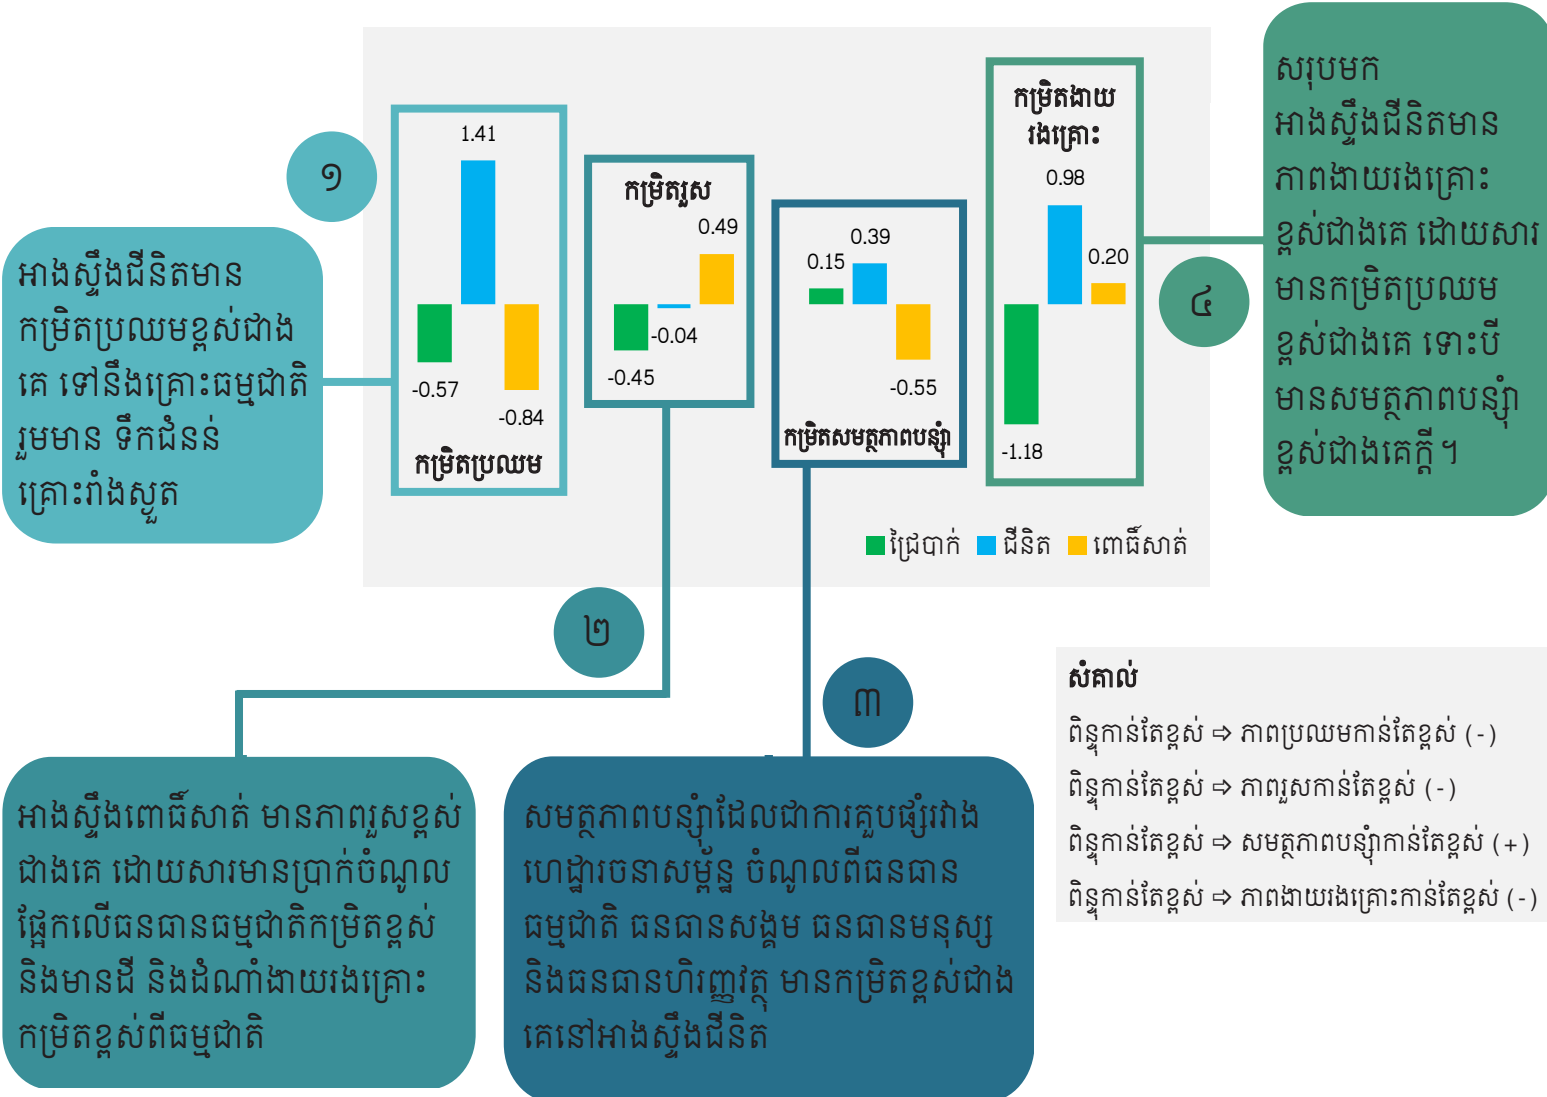 ១
អាងស្ទឹងជីនិតមាន
កម្រិតប្រឈមខ្ពស់ជាង
គេ ទៅនឹងគ្រោះធម្មជាតិ
រួមមាន ទឹកជំនន់
គ្រោះរាំងស្ងួត
1.41
-0.57
-0.84
កម្រិតប្រឈម
កម្រិតរួស
0.49
-0.04
-0.45
0.39
0.15
-0.55
កម្រិតសមត្ថភាពបន្ស៊ាំ
កម្រិតងាយ
រងគ្រោះ
0.98
0.20
-1.18
ជ្រៃបាក់ ជីនិត ពោធិ៍សាត់
២
អាងស្ទឹងពោធិ៍សាត់ មានភាពរួសខ្ពស់
ជាងគេ ដោយសារមានប្រាក់ចំណូល
ផ្អែកលើធនធានធម្មជាតិកម្រិតខ្ពស់
និងមានដី និងដំណាំងាយរងគ្រោះ
កម្រិតខ្ពស់ពីធម្មជាតិ
៣
សមត្ថភាពបន្ស៊ាំដែលជាការគួបផ្សំរវាង
ហេដ្ឋារចនាសម្ព័ន្ធ ចំណូលពីធនធាន
ធម្មជាតិ ធនធានសង្គម ធនធានមនុស្ស
និងធនធានហិរញ្ញវត្ថុ មានកម្រិតខ្ពស់ជាង
គេនៅអាងស្ទឹងជីនិត
៤
សរុបមក
អាងស្ទឹងជីនិតមាន
ភាពងាយរងគ្រោះ
ខ្ពស់ជាងគេ ដោយសារ
មានកម្រិតប្រឈម
ខ្ពស់ជាងគេ ទោះបី
មានសមត្ថភាពបន្ស៊ាំ
ខ្ពស់ជាងគេក្តី។
សំគាល់
ពិន្ទុកាន់តែខ្ពស់ ⇨ ភាពប្រឈមកាន់តែខ្ពស់ (-)
ពិន្ទុកាន់តែខ្ពស់ ⇨ ភាពរួសកាន់តែខ្ពស់ (-)
ពិន្ទុកាន់តែខ្ពស់ ⇨ សមត្ថភាពបន្ស៊ាំកាន់តែខ្ពស់ (+)
ពិន្ទុកាន់តែខ្ពស់ ⇨ ភាពងាយរងគ្រោះកាន់តែខ្ពស់ (-)